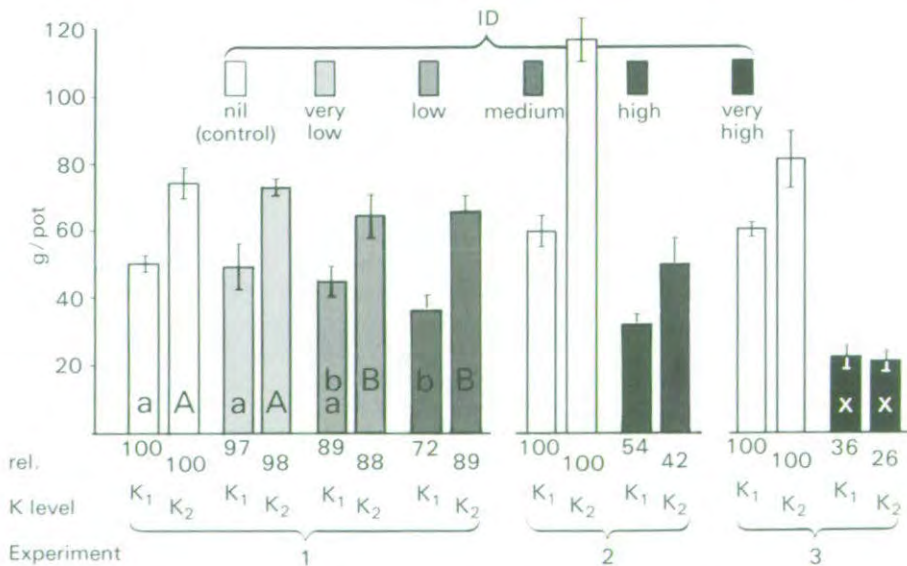 ID
120
100
80
60
40
20
g/pot
nil
(control)
very
low
low
medium
high
very
high
a A a A b a B b B x x
rel. 100 100 97 98 89 88 72 89 100 100 54 42 100 100 36 26
K level K₁ K₂ K₁ K₂ K₁ K₂ K₁ K₂ K₁ K₂ K₁ K₂ K₁ K₂ K₁ K₂
Experiment 1 2 3